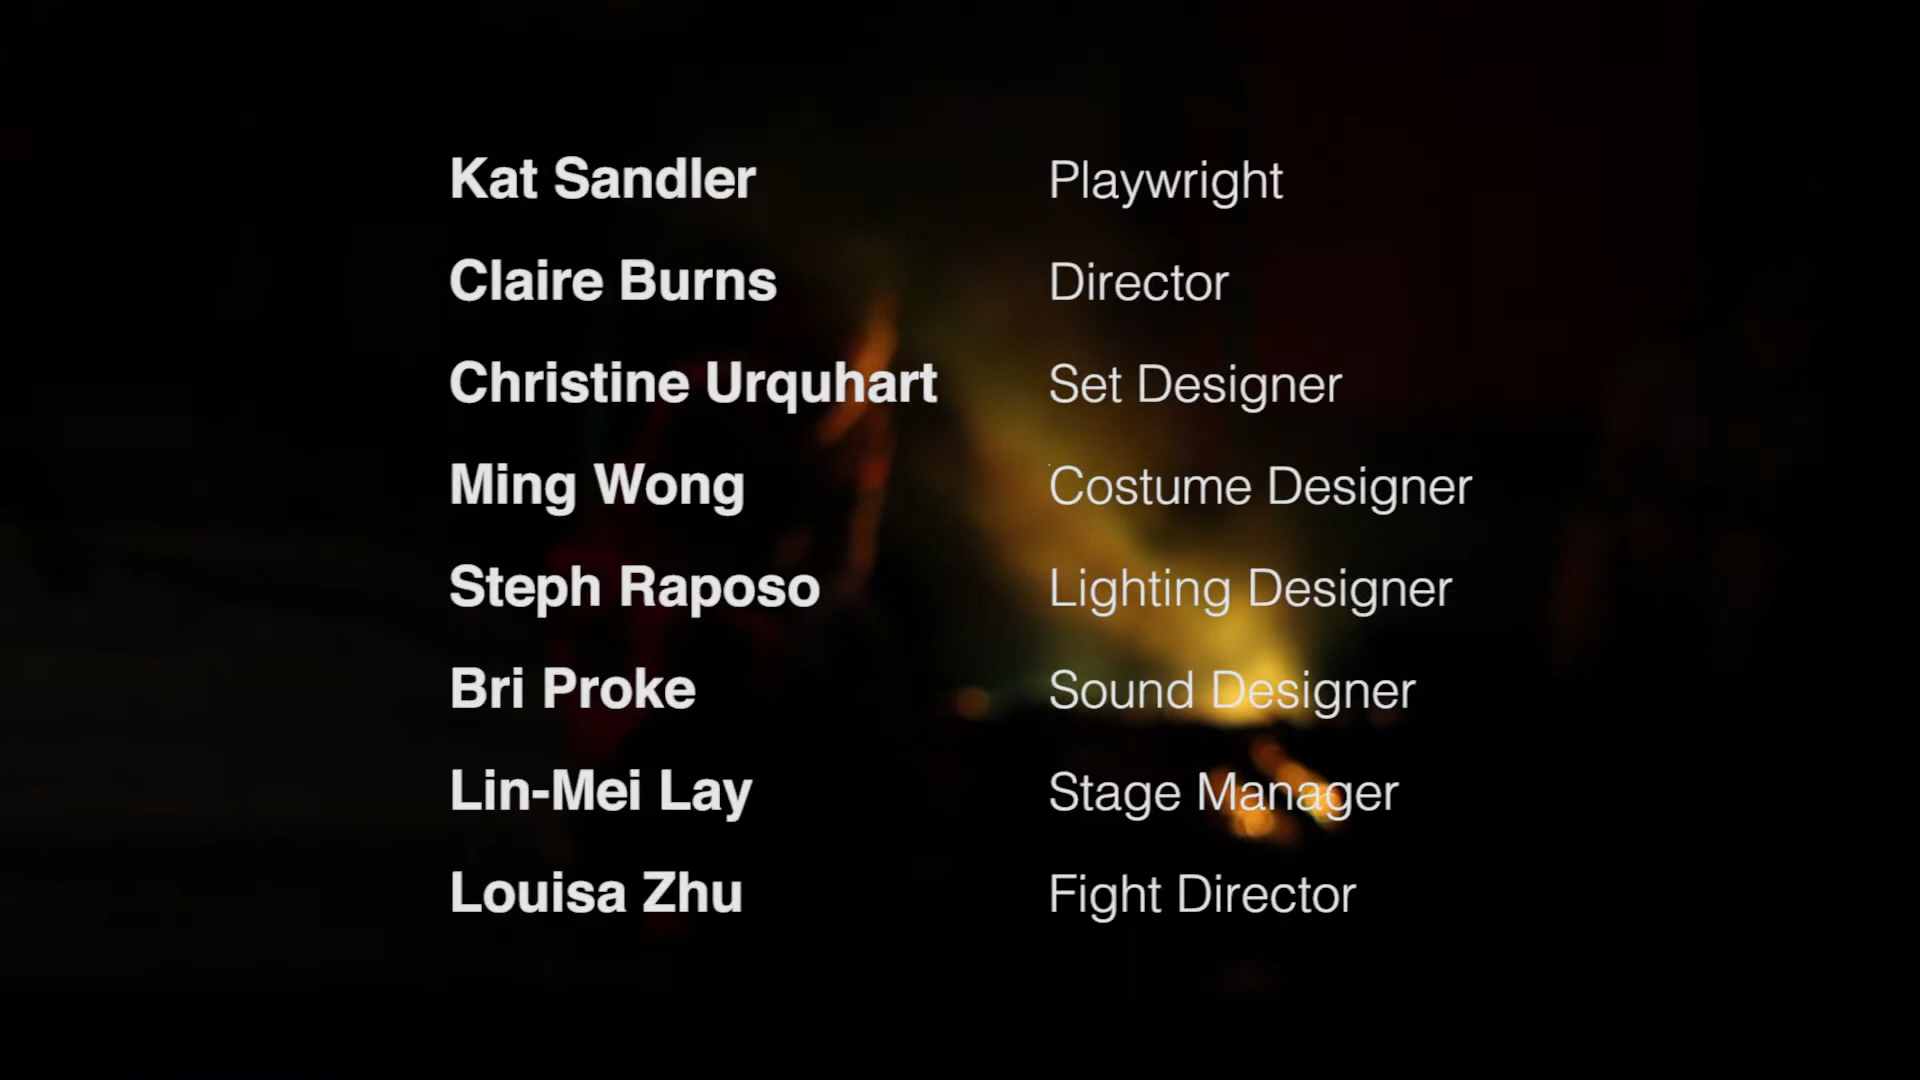 Kat Sandler Playwright
Claire Burns Director
Christine Urquhart Set Designer
Ming Wong Costume Designer
Steph Raposo Lighting Designer
Bri Proke Sound Designer
Lin-Mei Lay Stage Manager
Louisa Zhu Fight Director